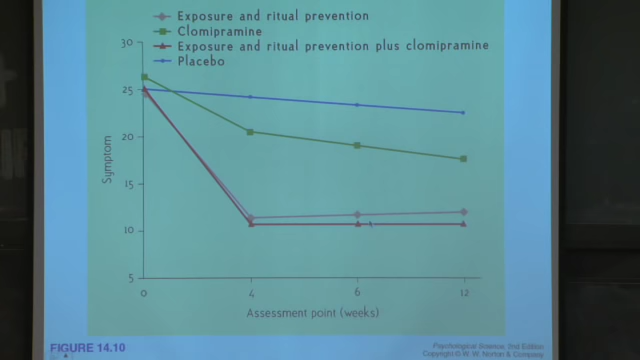 Exposure and ritual prevention
Clomipramine
Exposure and ritual prevention plus clomipramine
Placebo
30
25
20
15
10
5
Symptom
0 4 6 12
Assessment point (weeks)
FIGURE 14.10
Psychological Science, 2nd Edition
Copyright © W. W. Norton & Company